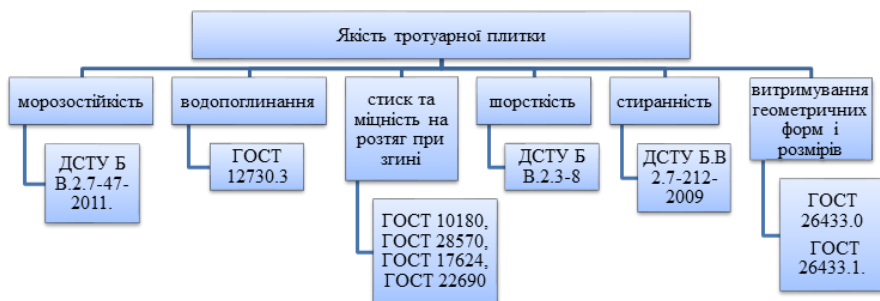 Якість тротуарної плитки
морозостійкість
ДСТУ Б
В.2.7-47-
2011.
водопоглинання
ГОСТ
12730.3
стиск та
міцність на
розтяг при
згині
ГОСТ 10180,
ГОСТ 28570,
ГОСТ 17624,
ГОСТ 22690
шорсткість
ДСТУ Б
В.2.3-8
стиранність
ДСТУ Б.В
2.7-212-
2009
витримування
геометричних
форм і
розмірів
ГОСТ
26433.0
ГОСТ
26433.1.